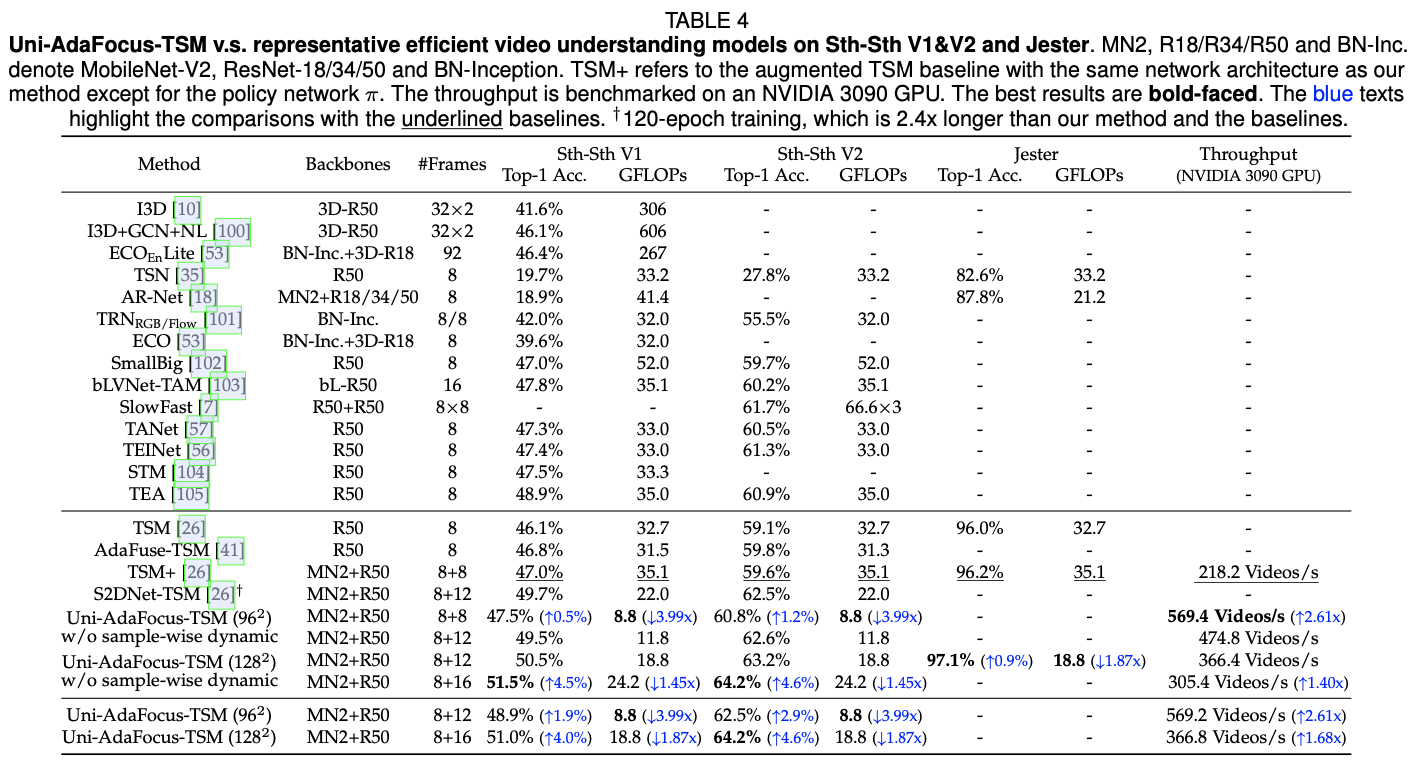 TABLE 4
Uni-AdaFocus-TSM v.s. representative efficient video understanding models on Sth-Sth V1&V2 and Jester. MN2, R18/R34/R50 and BN-Inc.
denote MobileNet-V2, ResNet-18/34/50 and BN-Inception. TSM+ refers to the augmented TSM baseline with the same network architecture as our
method except for the policy network π. The throughput is benchmarked on an NVIDIA 3090 GPU. The best results are bold-faced. The blue texts
highlight the comparisons with the underlined baselines. †120-epoch training, which is 2.4x longer than our method and the baselines.
Method Backbones #Frames Sth-Sth V1 Sth-Sth V2 Jester Throughput
Top-1 Acc. GFLOPs Top-1 Acc. GFLOPs Top-1 Acc. GFLOPs (NVIDIA 3090 GPU)
I3D [10] 3D-R50 32×2 41.6% 306 - - - - -
I3D+GCN+NL [100] 3D-R50 32×2 46.1% 606 - - - - -
ECOEnLite [53] BN-Inc.+3D-R18 92 46.4% 267 - - - - -
TSN [35] R50 8 19.7% 33.2 27.8% 33.2 82.6% 33.2 -
AR-Net [18] MN2+R18/34/50 8 18.9% 41.4 - - 87.8% 21.2 -
TRNRGB/Flow [101] BN-Inc. 8/8 42.0% 32.0 55.5% 32.0 - - -
ECO [53] BN-Inc.+3D-R18 8 39.6% 32.0 - - - - -
SmallBig [102] R50 8 47.0% 52.0 59.7% 52.0 - - -
bLVNet-TAM [103] bL-R50 16 47.8% 35.1 60.2% 35.1 - - -
SlowFast [7] R50+R50 8×8 - - 61.7% 66.6×3 - - -
TANet [57] R50 8 47.3% 33.0 60.5% 33.0 - - -
TEINet [56] R50 8 47.4% 33.0 61.3% 33.0 - - -
STM [104] R50 8 47.5% 33.3 - - - - -
TEA [105] R50 8 48.9% 35.0 60.9% 35.0 - - -
TSM [26] R50 8 46.1% 32.7 59.1% 32.7 96.0% 32.7 -
AdaFuse-TSM [41] R50 8 46.8% 31.5 59.8% 31.3 - - -
TSM+ [26] MN2+R50 8+8 47.0% 35.1 59.6% 35.1 96.2% 35.1 218.2 Videos/s
S2DNet-TSM [26]† MN2+R50 8+12 49.7% 22.0 62.5% 22.0 - - -
Uni-AdaFocus-TSM (96²) MN2+R50 8+8 47.5% (↑0.5%) 8.8 (↓3.99x) 60.8% (↑1.2%) 8.8 (↓3.99x) - - 569.4 Videos/s (↑2.61x)
w/o sample-wise dynamic MN2+R50 8+12 49.5% 11.8 62.6% 11.8 - - 474.8 Videos/s
Uni-AdaFocus-TSM (128²) MN2+R50 8+12 50.5% 18.8 63.2% 18.8 97.1% (↑0.9%) 18.8 (↓1.87x) 366.4 Videos/s
w/o sample-wise dynamic MN2+R50 8+16 51.5% (↑4.5%) 24.2 (↓1.45x) 64.2% (↑4.6%) 24.2 (↓1.45x) - - 305.4 Videos/s (↑1.40x)
Uni-AdaFocus-TSM (96²) MN2+R50 8+12 48.9% (↑1.9%) 8.8 (↓3.99x) 62.5% (↑2.9%) 8.8 (↓3.99x) - - 569.2 Videos/s (↑2.61x)
Uni-AdaFocus-TSM (128²) MN2+R50 8+16 51.0% (↑4.0%) 18.8 (↓1.87x) 64.2% (↑4.6%) 18.8 (↓1.87x) - - 366.8 Videos/s (↑1.68x)